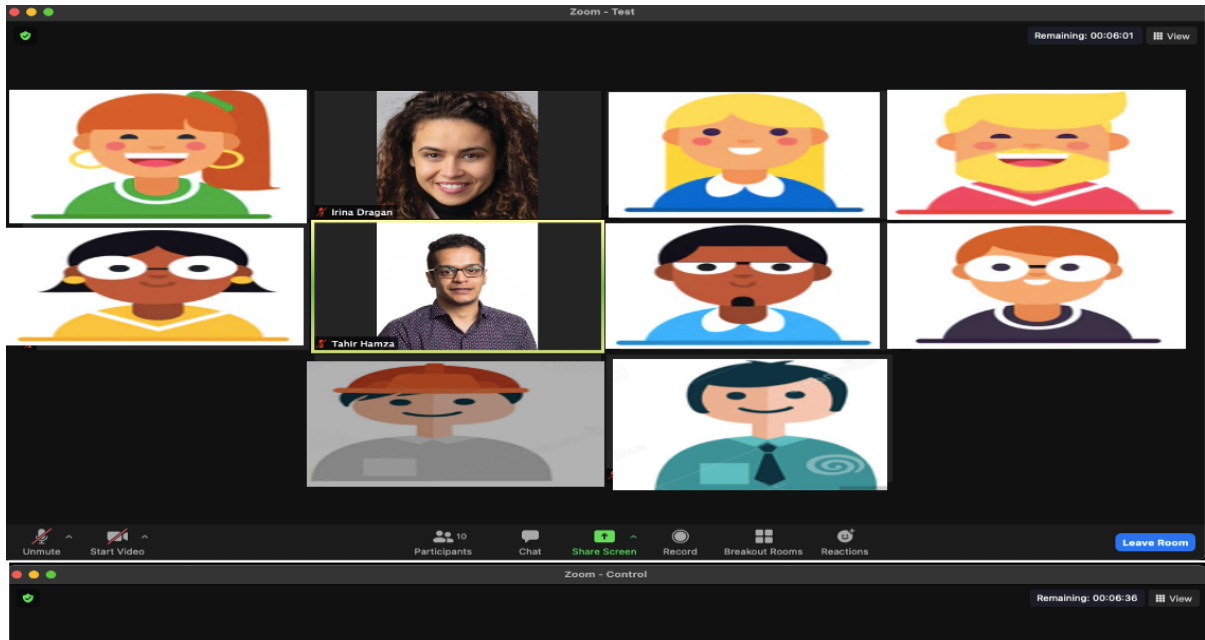 Zoom - Test
Remaining: 00:06:01 View
Irina Dragan
Tahir Hamza
Unmute Start Video 10 Participants Chat Share Screen Record Breakout Rooms Reactions Leave Room
Zoom - Control
Remaining: 00:06:36 View